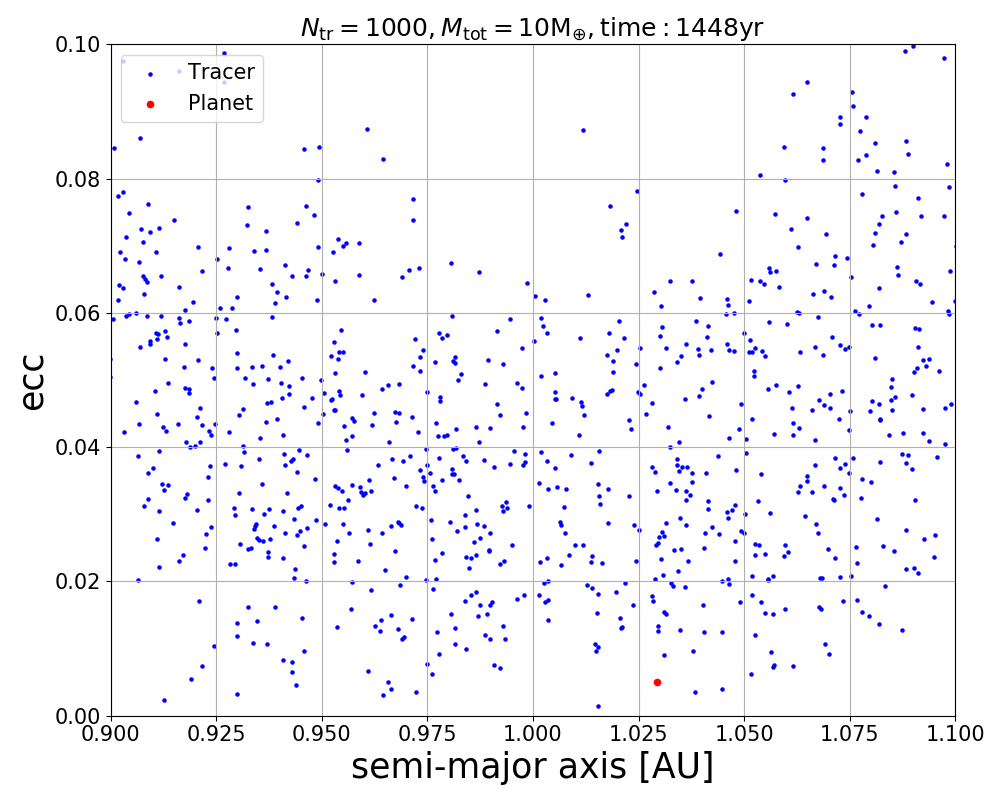 N_tr = 1000, M_tot = 10M_⊕, time : 1448yr
Tracer
Planet
ecc
0.10
0.08
0.06
0.04
0.02
0.00
0.900 0.925 0.950 0.975 1.000 1.025 1.050 1.075 1.100
semi-major axis [AU]